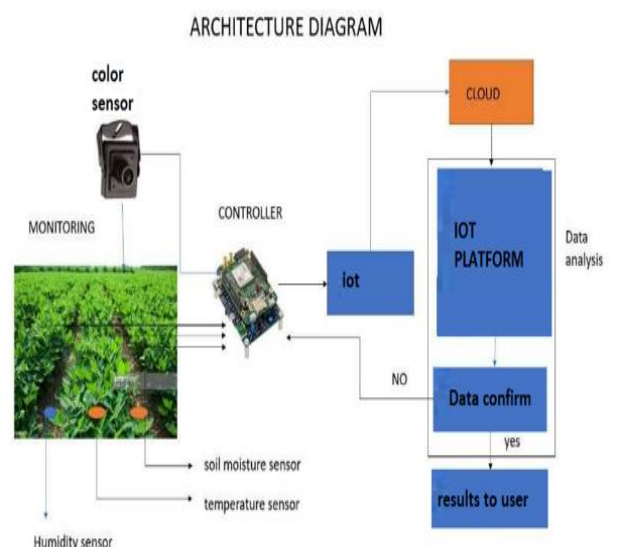 ARCHITECTURE DIAGRAM
color
sensor
CLOUD
CONTROLLER
MONITORING
IOT
PLATFORM
Data
analysis
iot
NO
Data confirm
yes
soil moisture sensor
results to user
temperature sensor
Humidity sensor